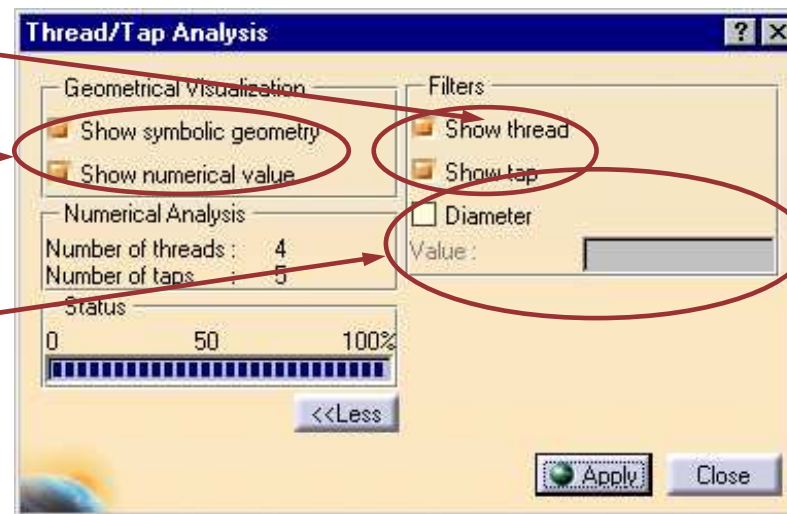 Thread/Tap Analysis
Geometrical Visualization
Show symbolic geometry
Show numerical value
Numerical Analysis
Number of threads : 4
Number of taps : 5
Status
0 50 100%
<<Less
Filters
Show thread
Show tap
Diameter
Value :
Apply Close